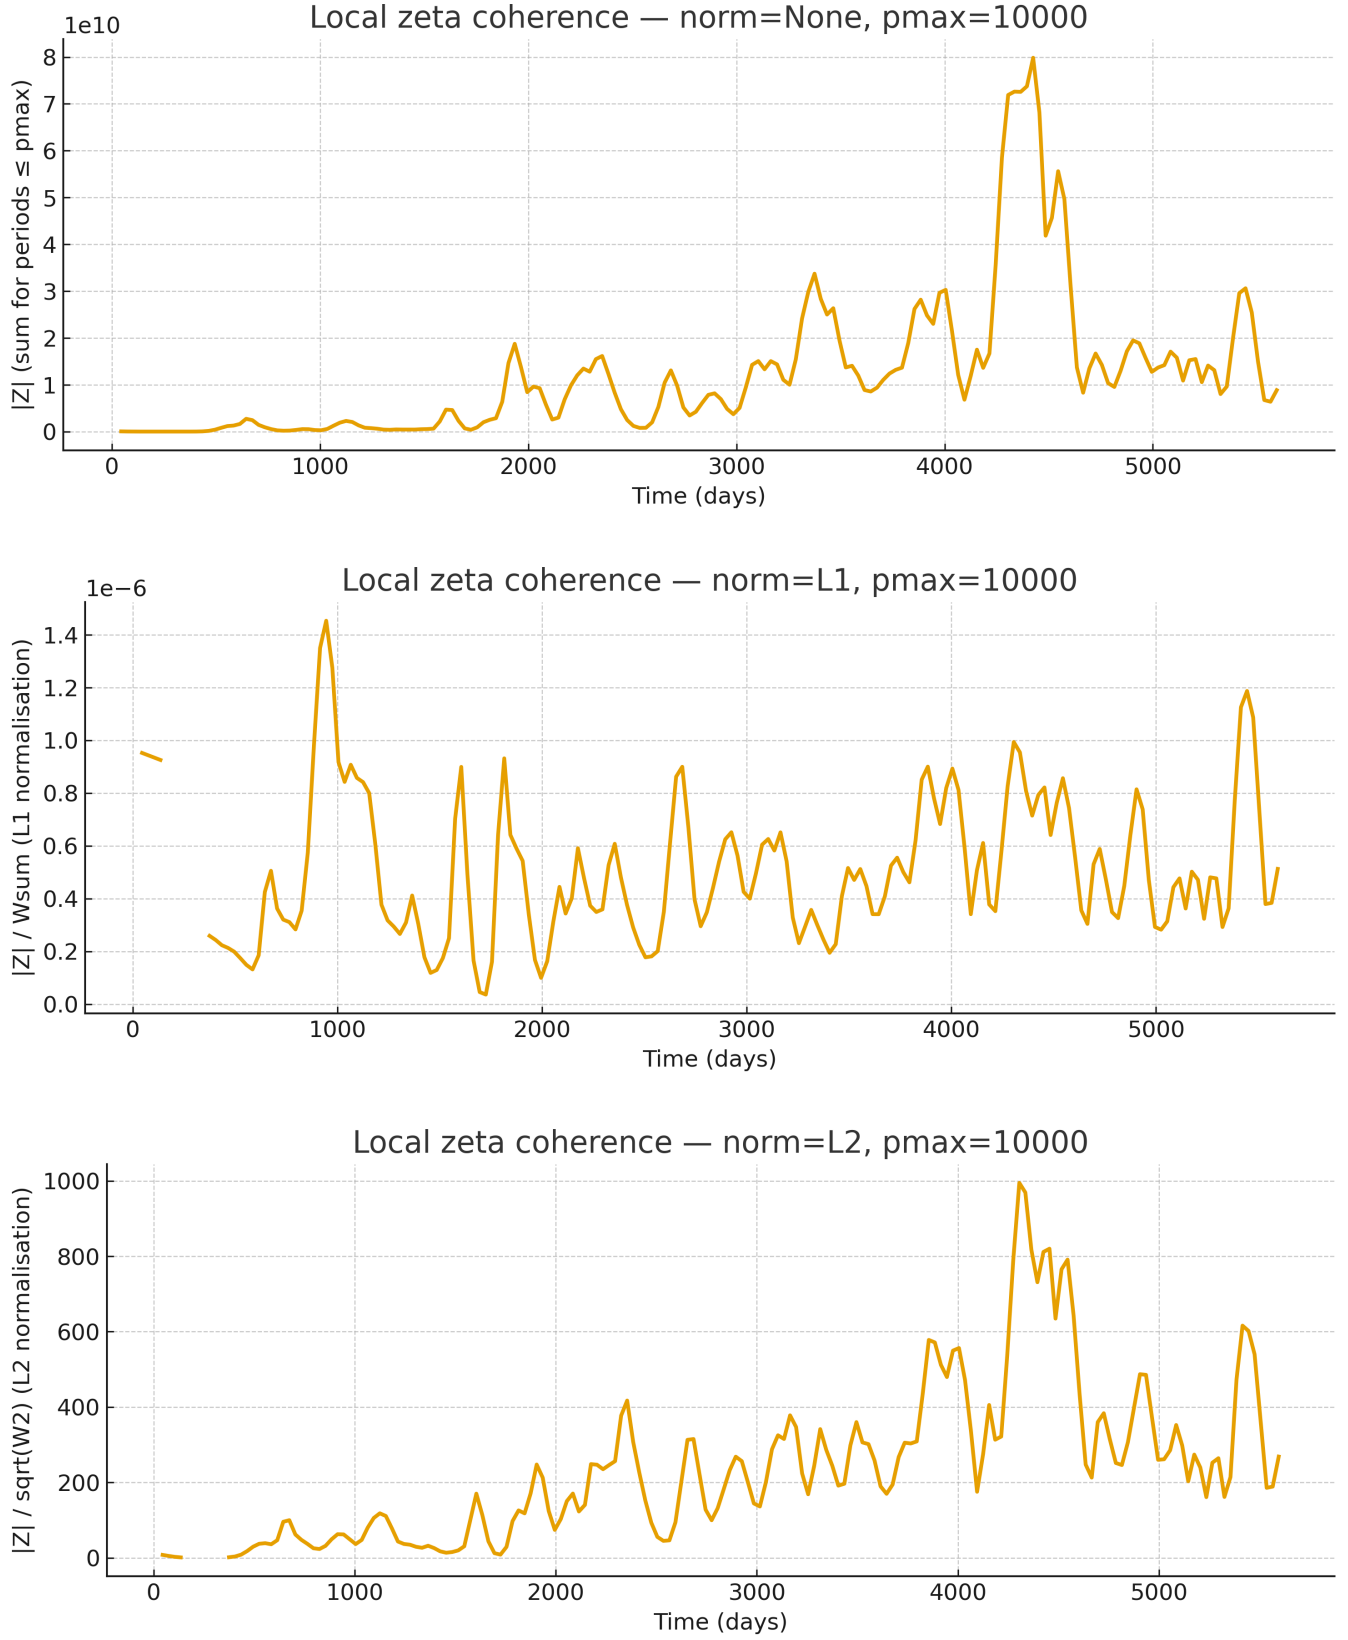 Local zeta coherence — norm=None, pmax=10000
1e10
|Z| (sum for periods ≤ pmax)
8
7
6
5
4
3
2
1
0
0 1000 2000 3000 4000 5000
Time (days)
Local zeta coherence — norm=L1, pmax=10000
1e−6
|Z| / Wsum (L1 normalisation)
1.4
1.2
1.0
0.8
0.6
0.4
0.2
0.0
0 1000 2000 3000 4000 5000
Time (days)
Local zeta coherence — norm=L2, pmax=10000
|Z| / sqrt(W2) (L2 normalisation)
1000
800
600
400
200
0
0 1000 2000 3000 4000 5000
Time (days)